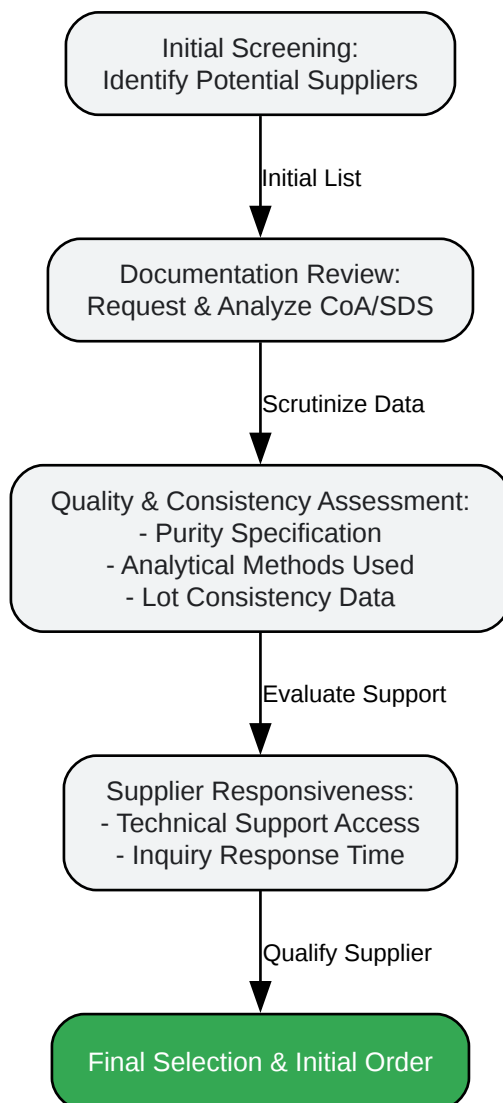 Initial Screening:
Identify Potential Suppliers
Initial List
Documentation Review:
Request & Analyze CoA/SDS
Scrutinize Data
Quality & Consistency Assessment:
- Purity Specification
- Analytical Methods Used
- Lot Consistency Data
Evaluate Support
Supplier Responsiveness:
- Technical Support Access
- Inquiry Response Time
Qualify Supplier
Final Selection & Initial Order